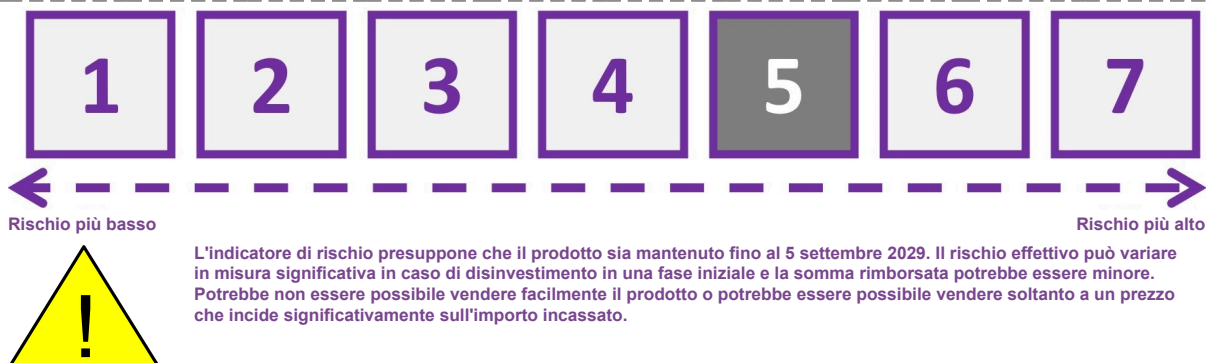 1 2 3 4 5 6 7
Rischio più basso Rischio più alto
L'indicatore di rischio presuppone che il prodotto sia mantenuto fino al 5 settembre 2029. Il rischio effettivo può variare
in misura significativa in caso di disinvestimento in una fase iniziale e la somma rimborsata potrebbe essere minore.
Potrebbe non essere possibile vendere facilmente il prodotto o potrebbe essere possibile vendere soltanto a un prezzo
che incide significativamente sull'importo incassato.
!